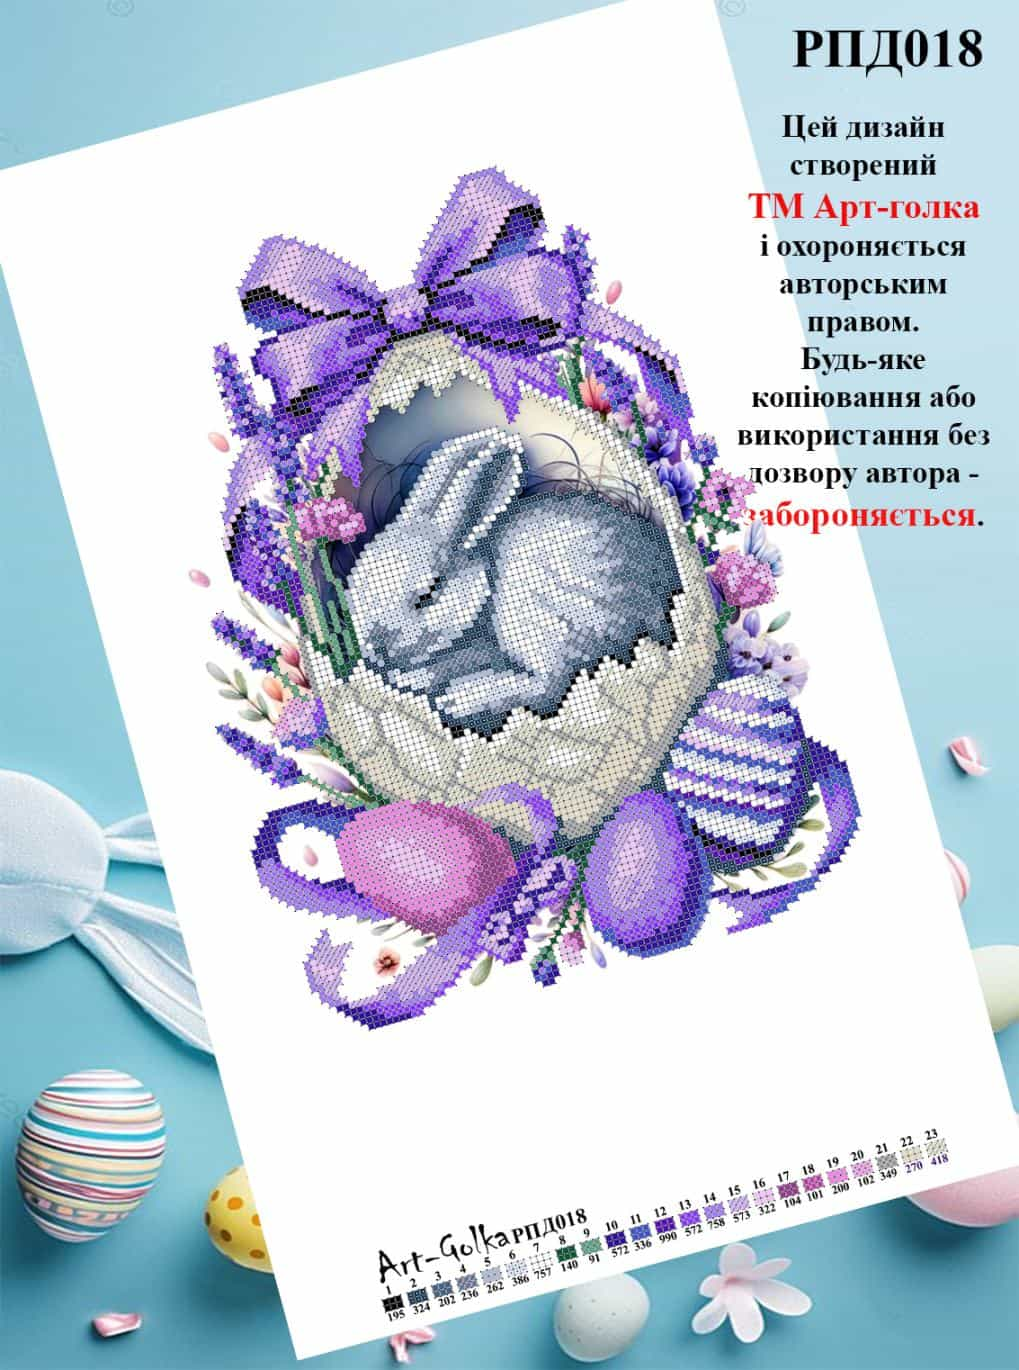 РПД018
Цей дизайн
створений
ТМ Арт-голка
і охороняється
авторським
правом.
Будь-яке
копіювання або
використання без
дозвору автора -
забороняється.
Art-Golka РПД018
1 2 3 4 5 6 7 8 9 10 11 12 13 14 15 16 17 18 19 20 21 22 23
195 324 202 236 262 386 757 140 91 572 336 990 572 758 573 322 104 101 200 102 349 270 418